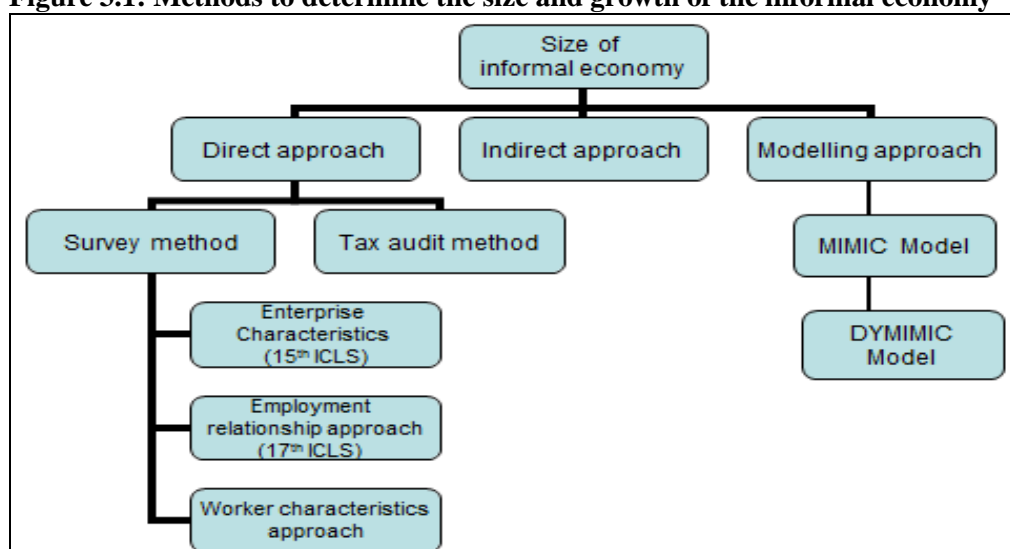 Figure 3.1: Methods to determine the size and growth of the informal economy
Size of
informal economy
Direct approach
Indirect approach
Modelling approach
Survey method
Tax audit method
MIMIC Model
Enterprise
Characteristics
(15th ICLS)
DYMIMIC
Model
Employment
relationship approach
(17th ICLS)
Worker characteristics
approach